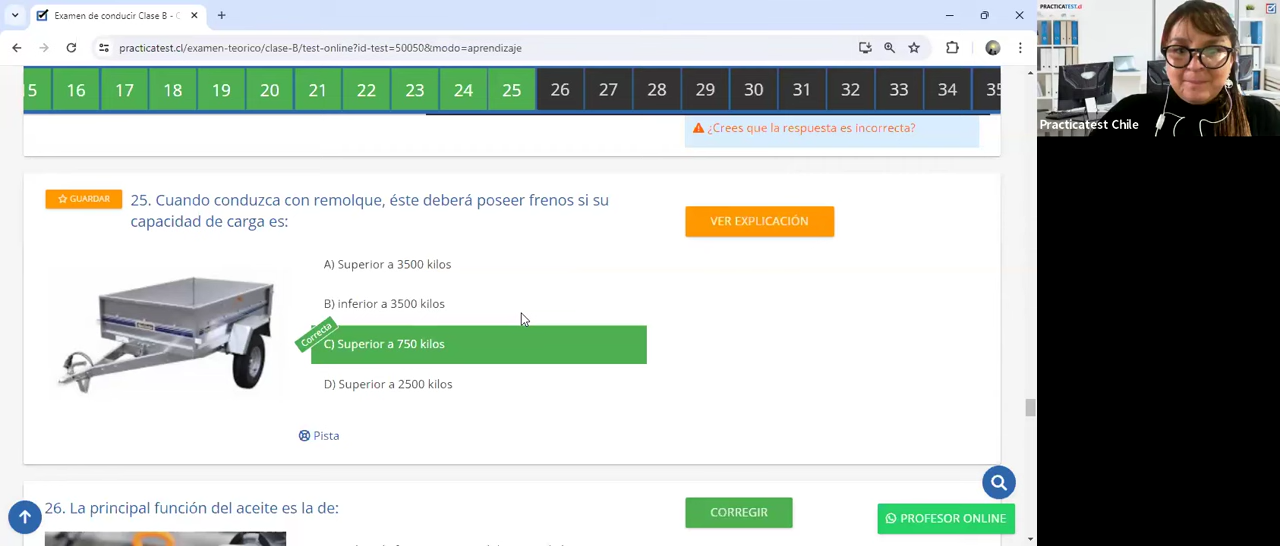 Examen de conducir Clase B - C
practicatest.cl/examen-teorico/clase-B/test-online?id-test=50050&modo=aprendizaje
PRACTICATEST.cl
15 16 17 18 19 20 21 22 23 24 25 26 27 28 29 30 31 32 33 34 35
¿Crees que la respuesta es incorrecta?
Practicatest Chile
GUARDAR
25. Cuando conduzca con remolque, éste deberá poseer frenos si su
capacidad de carga es:
VER EXPLICACIÓN
A) Superior a 3500 kilos
B) inferior a 3500 kilos
Correcta
C) Superior a 750 kilos
D) Superior a 2500 kilos
Pista
26. La principal función del aceite es la de:
CORREGIR
PROFESOR ONLINE